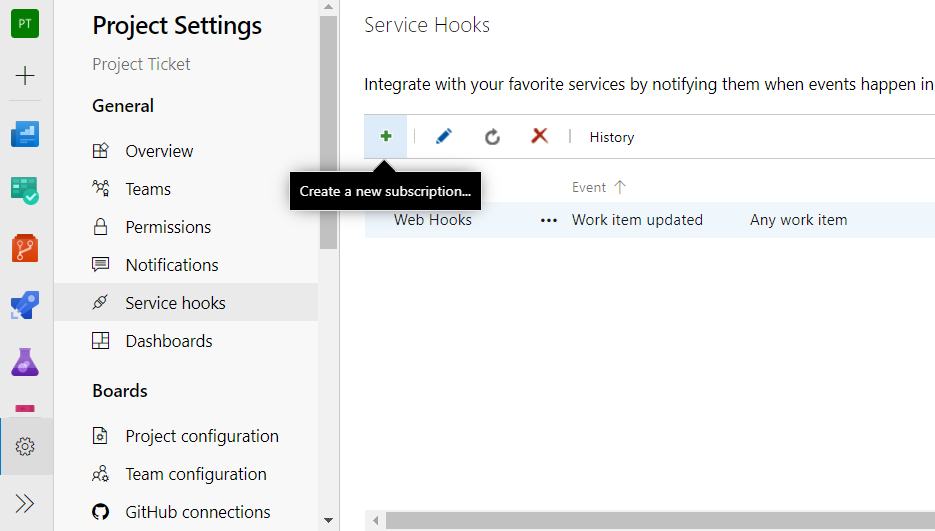 PT
Project Settings
Project Ticket
General
Overview
Teams
Permissions
Notifications
Service hooks
Dashboards
Boards
Project configuration
Team configuration
GitHub connections
Service Hooks
Integrate with your favorite services by notifying them when events happen in
History
Create a new subscription...
Event ↑
Web Hooks ••• Work item updated Any work item